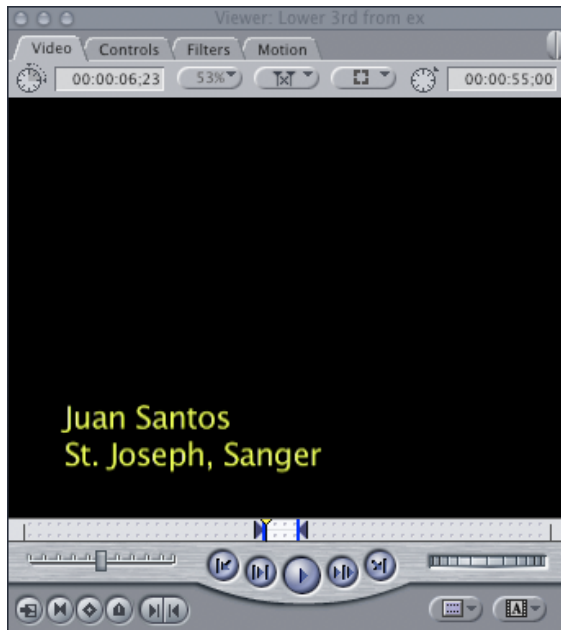 Viewer: Lower 3rd from ex
Video Controls Filters Motion
00:00:06;23 53% 00:00:55;00
Juan Santos
St. Joseph, Sanger
A